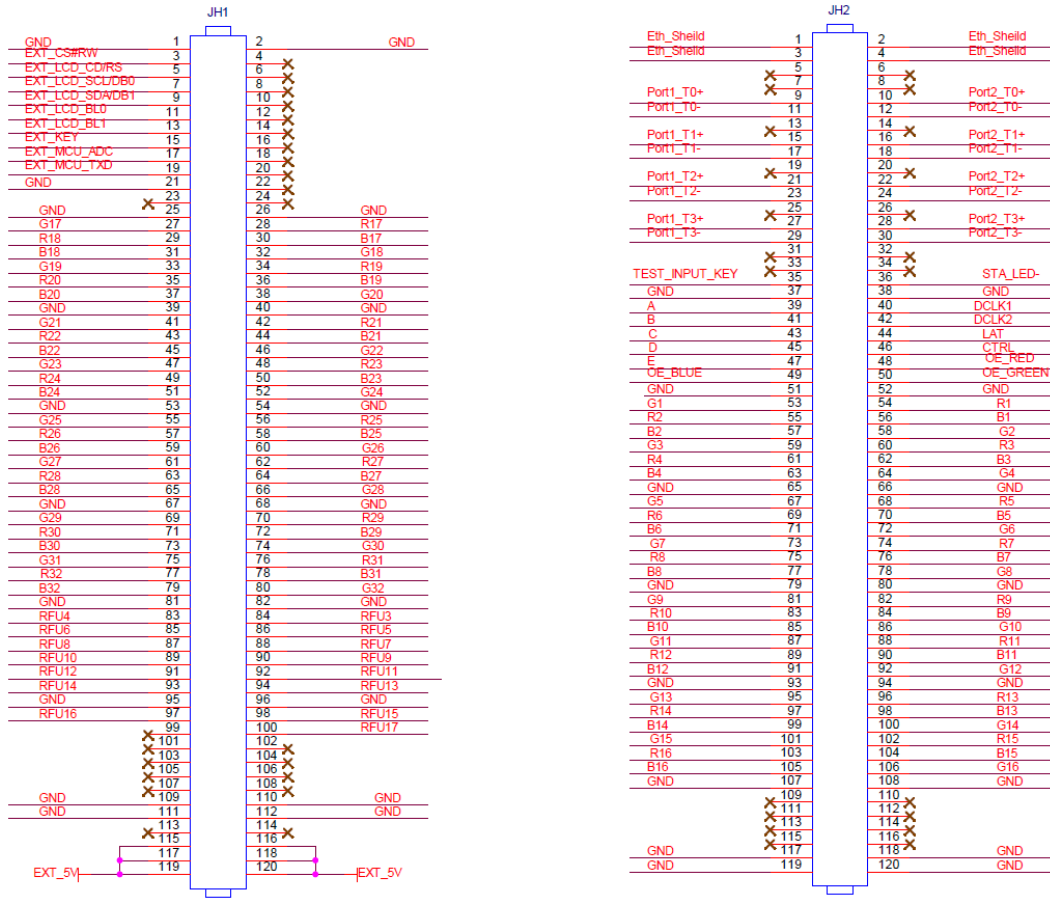 JH1
GND 1 2 GND
EXT_CS#RW 3 4
EXT_LCD_CD/RS 5 6
EXT_LCD_SCL/DB0 7 8
EXT_LCD_SDA/DB1 9 10
EXT_LCD_BL0 11 12
EXT_LCD_BL1 13 14
EXT_KEY 15 16
EXT_MCU_ADC 17 18
EXT_MCU_TXD 19 20
GND 21 22
23 24
GND 25 26 GND
G17 27 28 R17
R18 29 30 B17
B18 31 32 G18
G19 33 34 R19
R20 35 36 B19
B20 37 38 G20
GND 39 40 GND
G21 41 42 R21
R22 43 44 B21
B22 45 46 G22
G23 47 48 R23
R24 49 50 B23
B24 51 52 G24
GND 53 54 GND
G25 55 56 R25
R26 57 58 B25
B26 59 60 G26
G27 61 62 R27
R28 63 64 B27
B28 65 66 G28
GND 67 68 GND
G29 69 70 R29
R30 71 72 B29
B30 73 74 G30
G31 75 76 R31
R32 77 78 B31
B32 79 80 G32
GND 81 82 GND
RFU4 83 84 RFU3
RFU6 85 86 RFU5
RFU8 87 88 RFU7
RFU10 89 90 RFU9
RFU12 91 92 RFU11
RFU14 93 94 RFU13
GND 95 96 GND
RFU16 97 98 RFU15
99 100 RFU17
101 102
103 104
105 106
107 108
GND 109 110 GND
GND 111 112 GND
113 114
115 116
117 118
EXT_5V 119 120 EXT_5V
JH2
Eth_Sheild 1 2 Eth_Sheild
Eth_Sheild 3 4 Eth_Sheild
5 6
7 8
Port1_T0+ 9 10 Port2_T0+
Port1_T0- 11 12 Port2_T0-
13 14
Port1_T1+ 15 16 Port2_T1+
Port1_T1- 17 18 Port2_T1-
19 20
Port1_T2+ 21 22 Port2_T2+
Port1_T2- 23 24 Port2_T2-
25 26
Port1_T3+ 27 28 Port2_T3+
Port1_T3- 29 30 Port2_T3-
31 32
33 34
TEST_INPUT_KEY 35 36 STA_LED-
GND 37 38 GND
A 39 40 DCLK1
B 41 42 DCLK2
C 43 44 LAT
D 45 46 CTRL
E 47 48 OE_RED
OE_BLUE 49 50 OE_GREEN
GND 51 52 GND
G1 53 54 R1
R2 55 56 B1
B2 57 58 G2
G3 59 60 R3
R4 61 62 B3
B4 63 64 G4
GND 65 66 GND
G5 67 68 R5
R6 69 70 B5
B6 71 72 G6
G7 73 74 R7
R8 75 76 B7
B8 77 78 G8
GND 79 80 GND
G9 81 82 R9
R10 83 84 B9
B10 85 86 G10
G11 87 88 R11
R12 89 90 B11
B12 91 92 G12
GND 93 94 GND
G13 95 96 R13
R14 97 98 B13
B14 99 100 G14
G15 101 102 R15
R16 103 104 B15
B16 105 106 G16
GND 107 108 GND
109 110
111 112
113 114
115 116
GND 117 118 GND
GND 119 120 GND